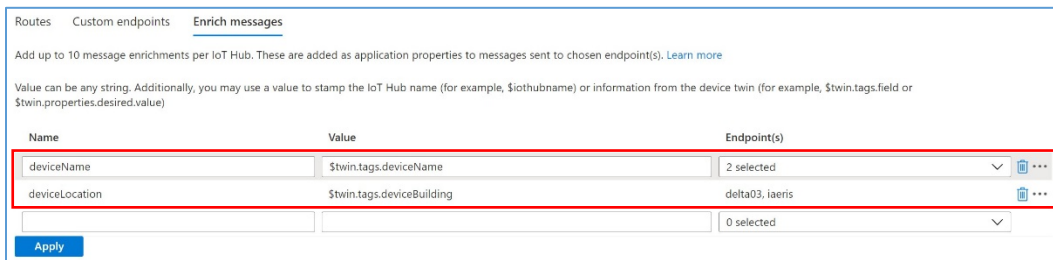 Routes Custom endpoints Enrich messages
Add up to 10 message enrichments per IoT Hub. These are added as application properties to messages sent to chosen endpoint(s). Learn more
Value can be any string. Additionally, you may use a value to stamp the IoT Hub name (for example, $iothubname) or information from the device twin (for example, $twin.tags.field or
$twin.properties.desired.value)
Name Value Endpoint(s)
deviceName $twin.tags.deviceName 2 selected
deviceLocation $twin.tags.deviceBuilding delta03, iaeris
0 selected
Apply